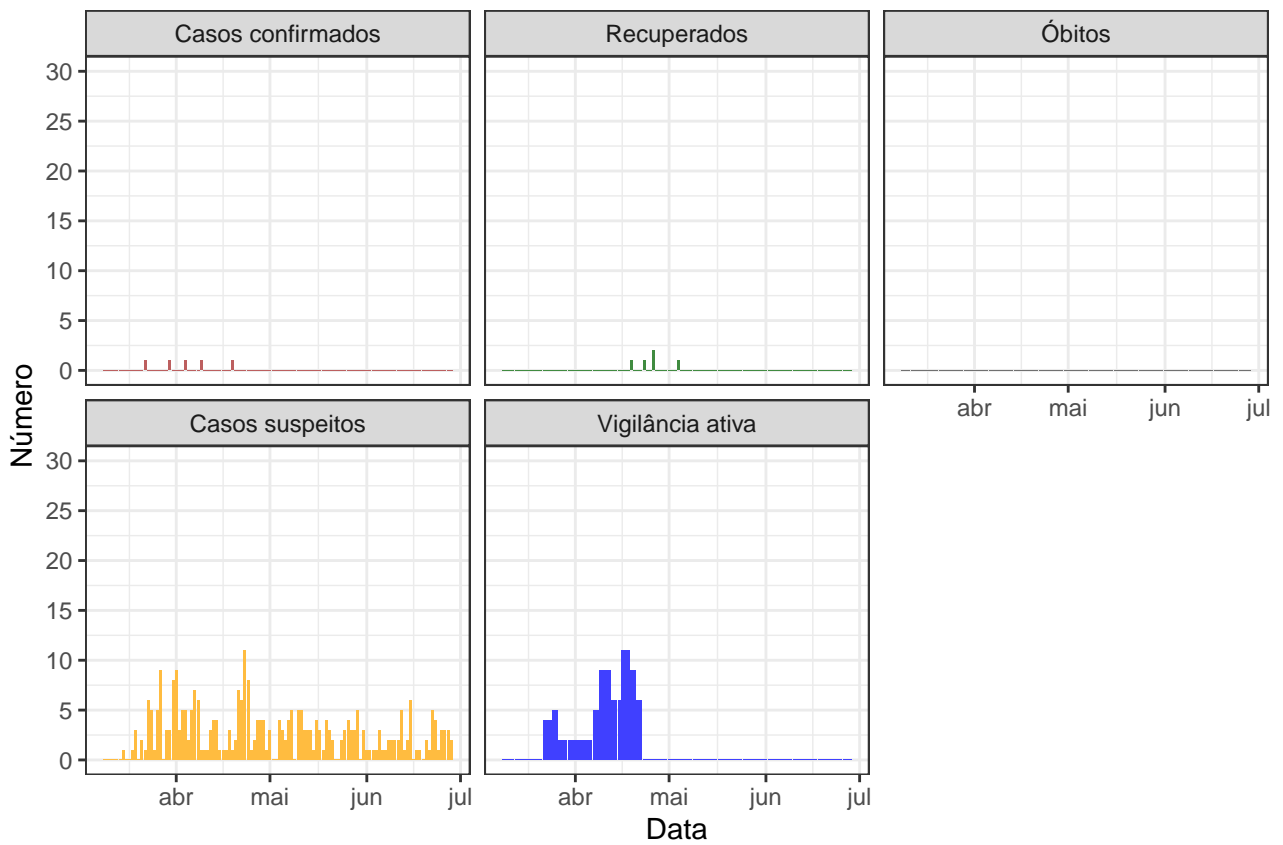 Casos confirmados
Recuperados
Óbitos
30
25
20
15
10
5
0
abr mai jun jul
Número
Casos suspeitos
Vigilância ativa
30
25
20
15
10
5
0
abr mai jun jul
abr mai jun jul
Data